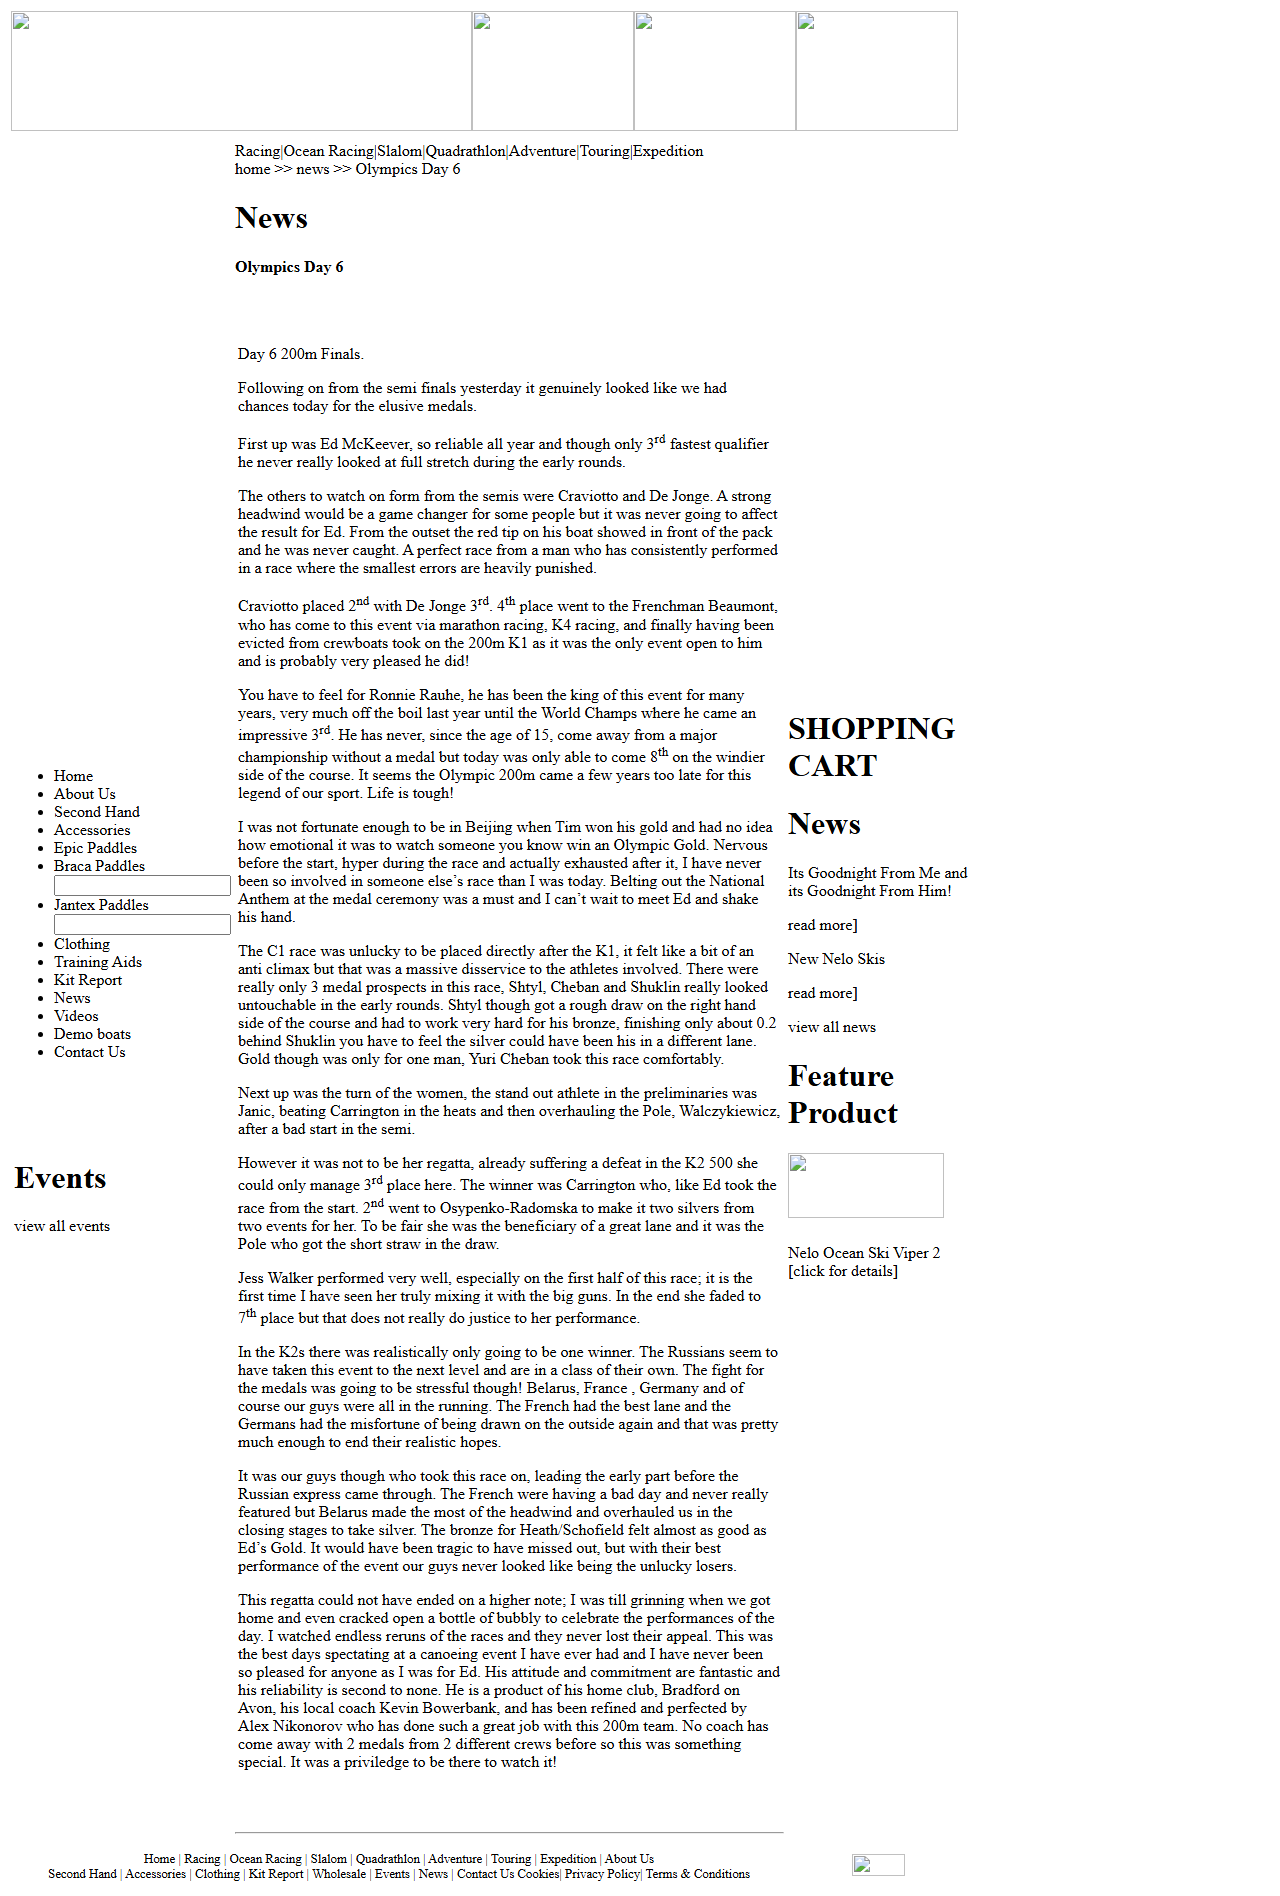 Racing|Ocean Racing|Slalom|Quadrathlon|Adventure|Touring|Expedition
home >> news >> Olympics Day 6
News
Olympics Day 6
Day 6 200m Finals.
Following on from the semi finals yesterday it genuinely looked like we had
chances today for the elusive medals.
First up was Ed McKeever, so reliable all year and though only 3rd fastest qualifier
he never really looked at full stretch during the early rounds.
The others to watch on form from the semis were Craviotto and De Jonge. A strong
headwind would be a game changer for some people but it was never going to affect
the result for Ed. From the outset the red tip on his boat showed in front of the pack
and he was never caught. A perfect race from a man who has consistently performed
in a race where the smallest errors are heavily punished.
Craviotto placed 2nd with De Jonge 3rd. 4th place went to the Frenchman Beaumont,
who has come to this event via marathon racing, K4 racing, and finally having been
evicted from crewboats took on the 200m K1 as it was the only event open to him
and is probably very pleased he did!
You have to feel for Ronnie Rauhe, he has been the king of this event for many
years, very much off the boil last year until the World Champs where he came an
impressive 3rd. He has never, since the age of 15, come away from a major
championship without a medal but today was only able to come 8th on the windier
side of the course. It seems the Olympic 200m came a few years too late for this
legend of our sport. Life is tough!
I was not fortunate enough to be in Beijing when Tim won his gold and had no idea
how emotional it was to watch someone you know win an Olympic Gold. Nervous
before the start, hyper during the race and actually exhausted after it, I have never
been so involved in someone else’s race than I was today. Belting out the National
Anthem at the medal ceremony was a must and I can’t wait to meet Ed and shake
his hand.
The C1 race was unlucky to be placed directly after the K1, it felt like a bit of an
anti climax but that was a massive disservice to the athletes involved. There were
really only 3 medal prospects in this race, Shtyl, Cheban and Shuklin really looked
untouchable in the early rounds. Shtyl though got a rough draw on the right hand
side of the course and had to work very hard for his bronze, finishing only about 0.2
behind Shuklin you have to feel the silver could have been his in a different lane.
Gold though was only for one man, Yuri Cheban took this race comfortably.
Next up was the turn of the women, the stand out athlete in the preliminaries was
Janic, beating Carrington in the heats and then overhauling the Pole, Walczykiewicz,
after a bad start in the semi.
However it was not to be her regatta, already suffering a defeat in the K2 500 she
could only manage 3rd place here. The winner was Carrington who, like Ed took the
race from the start. 2nd went to Osypenko-Radomska to make it two silvers from
two events for her. To be fair she was the beneficiary of a great lane and it was the
Pole who got the short straw in the draw.
Jess Walker performed very well, especially on the first half of this race; it is the
first time I have seen her truly mixing it with the big guns. In the end she faded to
7th place but that does not really do justice to her performance.
In the K2s there was realistically only going to be one winner. The Russians seem to
have taken this event to the next level and are in a class of their own. The fight for
the medals was going to be stressful though! Belarus, France , Germany and of
course our guys were all in the running. The French had the best lane and the
Germans had the misfortune of being drawn on the outside again and that was pretty
much enough to end their realistic hopes.
It was our guys though who took this race on, leading the early part before the
Russian express came through. The French were having a bad day and never really
featured but Belarus made the most of the headwind and overhauled us in the
closing stages to take silver. The bronze for Heath/Schofield felt almost as good as
Ed’s Gold. It would have been tragic to have missed out, but with their best
performance of the event our guys never looked like being the unlucky losers.
This regatta could not have ended on a higher note; I was till grinning when we got
home and even cracked open a bottle of bubbly to celebrate the performances of the
day. I watched endless reruns of the races and they never lost their appeal. This was
the best days spectating at a canoeing event I have ever had and I have never been
so pleased for anyone as I was for Ed. His attitude and commitment are fantastic and
his reliability is second to none. He is a product of his home club, Bradford on
Avon, his local coach Kevin Bowerbank, and has been refined and perfected by
Alex Nikonorov who has done such a great job with this 200m team. No coach has
come away with 2 medals from 2 different crews before so this was something
special. It was a priviledge to be there to watch it!
Home
About Us
Second Hand
Accessories
Epic Paddles
Braca Paddles
Jantex Paddles
Clothing
Training Aids
Kit Report
News
Videos
Demo boats
Contact Us
Events
view all events
SHOPPING
CART
News
Its Goodnight From Me and
its Goodnight From Him!
read more]
New Nelo Skis
read more]
view all news
Feature
Product
Nelo Ocean Ski Viper 2
[click for details]
Home | Racing | Ocean Racing | Slalom | Quadrathlon | Adventure | Touring | Expedition | About Us
Second Hand | Accessories | Clothing | Kit Report | Wholesale | Events | News | Contact Us Cookies| Privacy Policy| Terms & Conditions